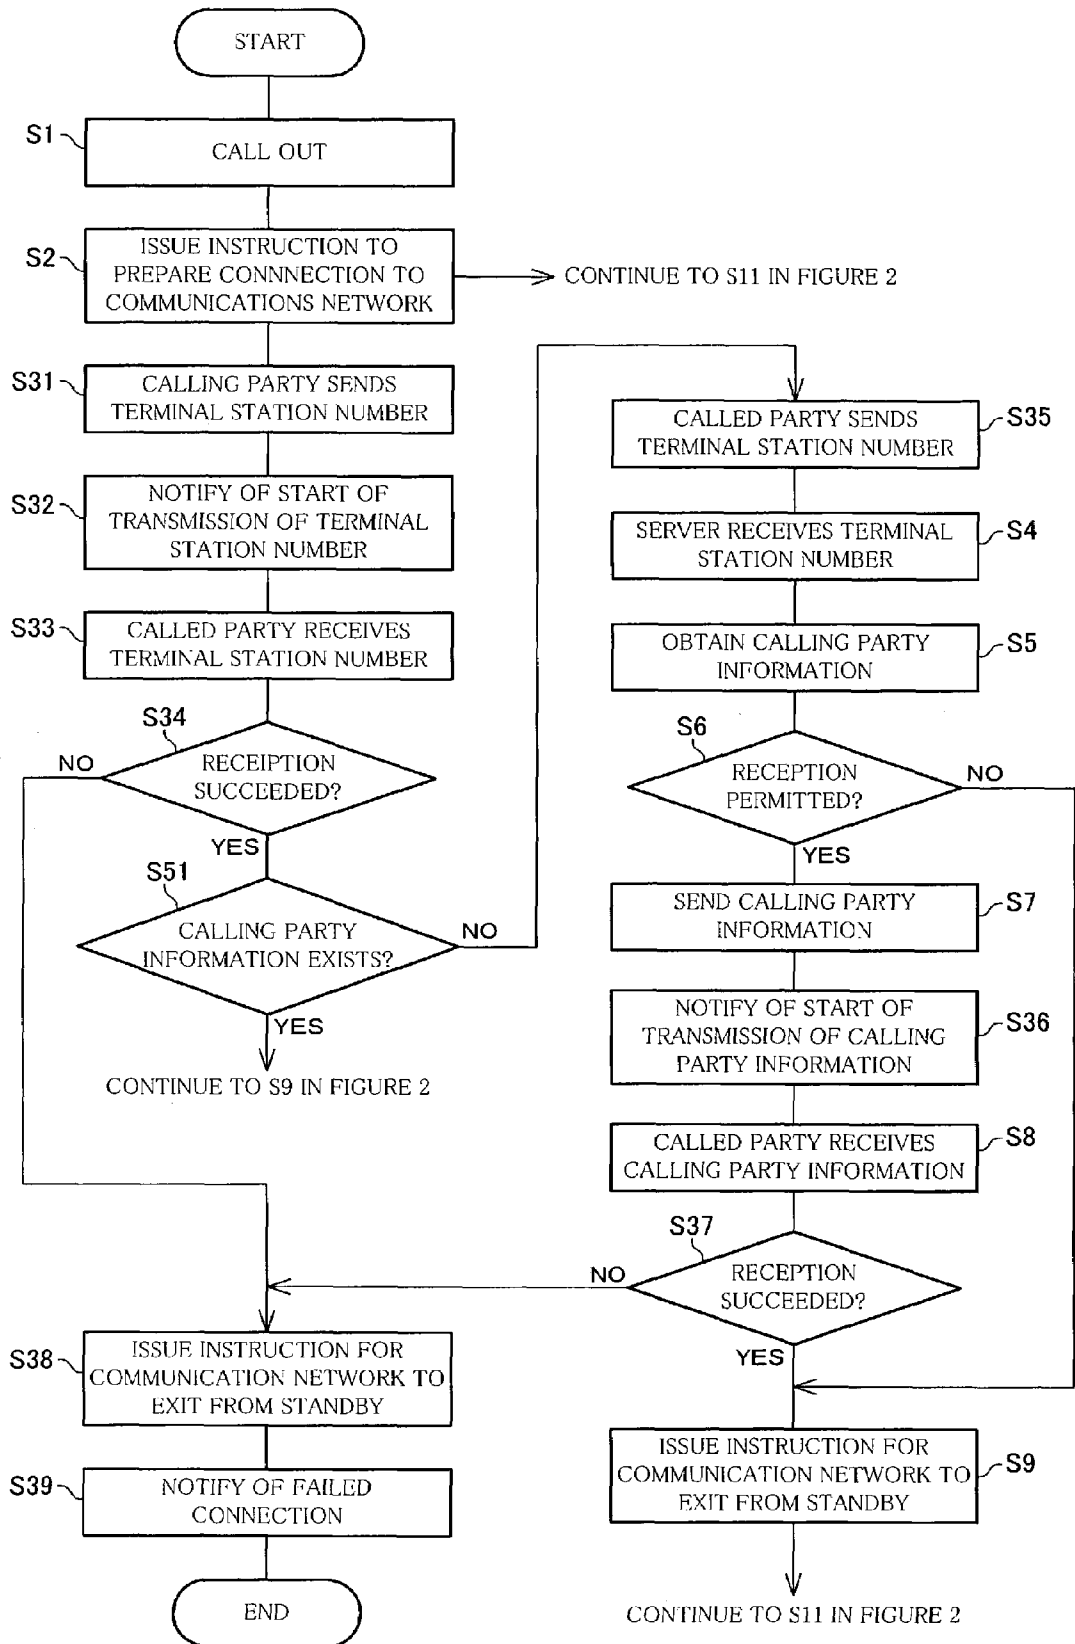 START
S1
CALL OUT
S2
ISSUE INSTRUCTION TO
PREPARE CONNNECTION TO
COMMUNICATIONS NETWORK
CONTINUE TO S11 IN FIGURE 2
S31
CALLING PARTY SENDS
TERMINAL STATION NUMBER
S32
NOTIFY OF START OF
TRANSMISSION OF TERMINAL
STATION NUMBER
S33
CALLED PARTY RECEIVES
TERMINAL STATION NUMBER
S34
NO
RECEIPTION
SUCCEEDED?
YES
S51
CALLING PARTY
INFORMATION EXISTS?
NO
YES
CONTINUE TO S9 IN FIGURE 2
CALLED PARTY SENDS
TERMINAL STATION NUMBER
S35
SERVER RECEIVES TERMINAL
STATION NUMBER
S4
OBTAIN CALLING PARTY
INFORMATION
S5
S6
RECEPTION
PERMITTED?
NO
YES
SEND CALLING PARTY
INFORMATION
S7
NOTIFY OF START OF
TRANSMISSION OF CALLING
PARTY INFORMATION
S36
CALLED PARTY RECEIVES
CALLING PARTY INFORMATION
S8
S37
NO
RECEPTION
SUCCEEDED?
YES
S38
ISSUE INSTRUCTION FOR
COMMUNICATION NETWORK TO
EXIT FROM STANDBY
S39
NOTIFY OF FAILED
CONNECTION
END
ISSUE INSTRUCTION FOR
COMMUNICATION NETWORK TO
EXIT FROM STANDBY
S9
CONTINUE TO S11 IN FIGURE 2